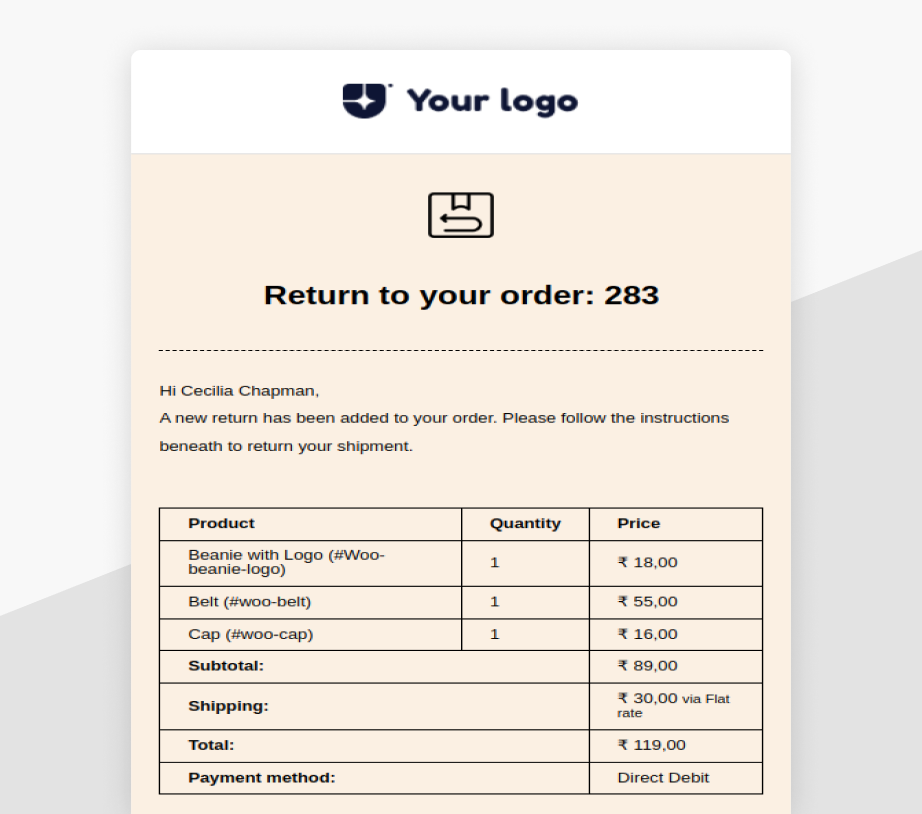 Your logo
Return to your order: 283
Hi Cecilia Chapman,
A new return has been added to your order. Please follow the instructions
beneath to return your shipment.
Product Quantity Price
Beanie with Logo (#Woo-
beanie-logo) 1 ₹ 18,00
Belt (#woo-belt) 1 ₹ 55,00
Cap (#woo-cap) 1 ₹ 16,00
Subtotal: ₹ 89,00
Shipping: ₹ 30,00 via Flat
rate
Total: ₹ 119,00
Payment method: Direct Debit